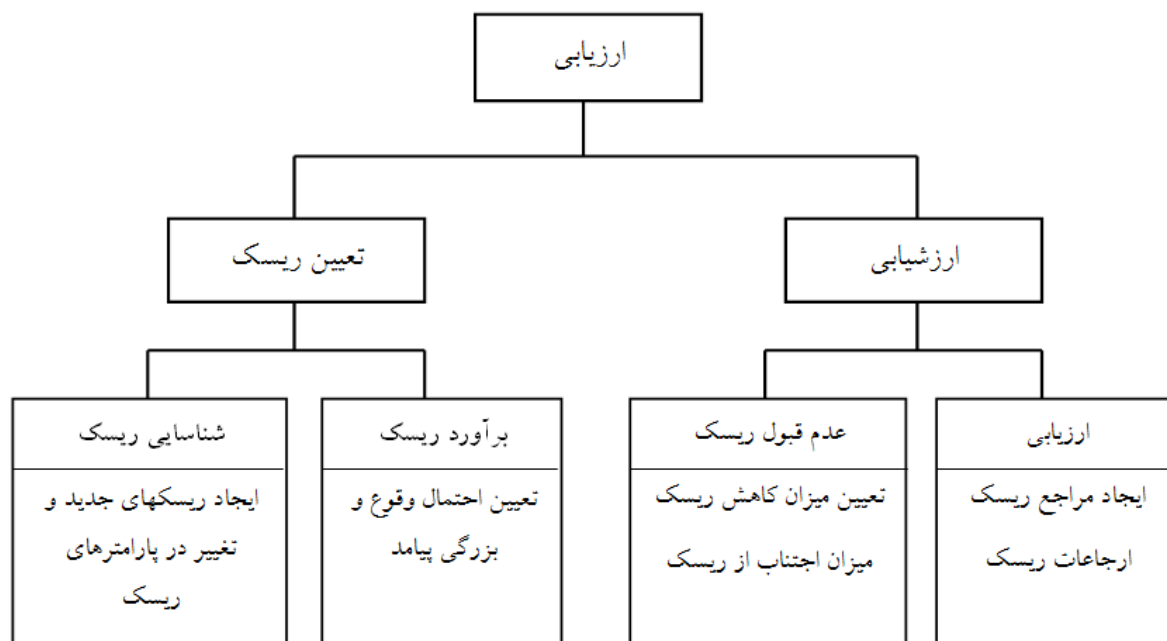 ارزیابی
ارزشیابی
تعیین ریسک
ارزیابی
ایجاد مراجع ریسک
ارجاعات ریسک
عدم قبول ریسک
تعیین میزان کاهش ریسک
میزان اجتناب از ریسک
برآورد ریسک
تعیین احتمال وقوع و
بزرگی پیامد
شناسایی ریسک
ایجاد ریسکهای جدید و
تغییر در پارامترهای
ریسک